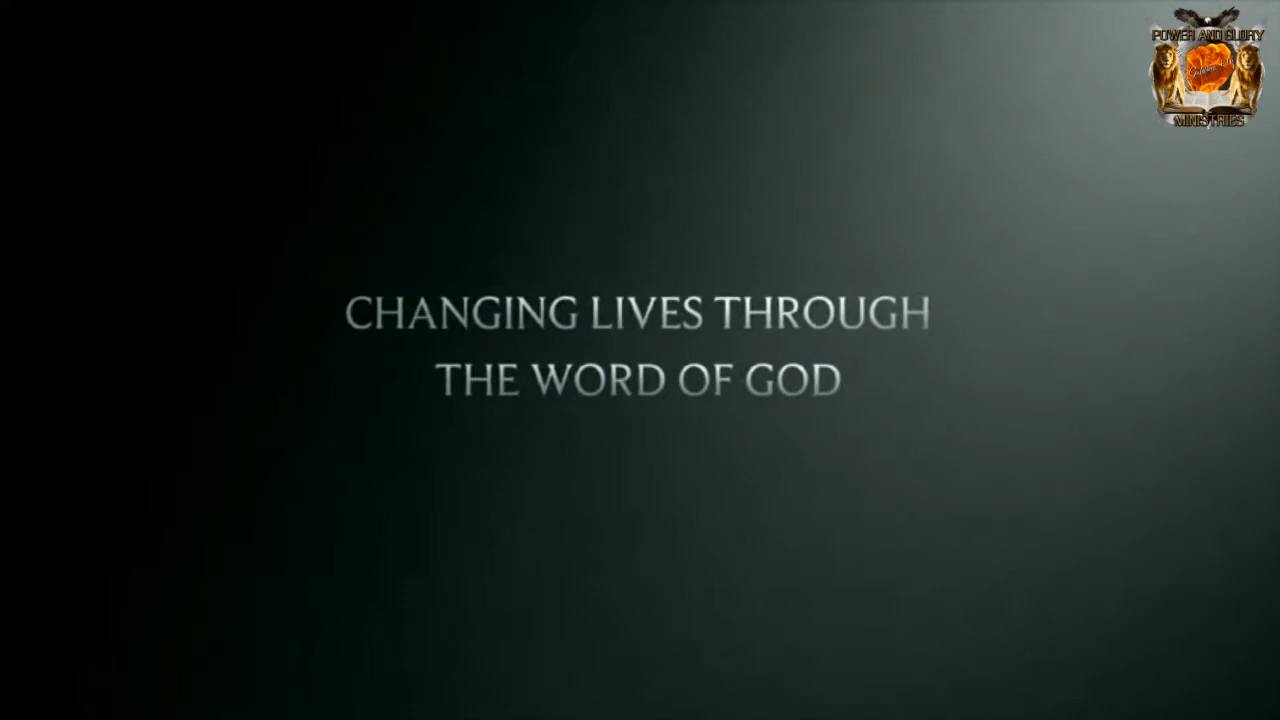 POWER AND GLORY
MINISTRIES
CHANGING LIVES THROUGH
THE WORD OF GOD